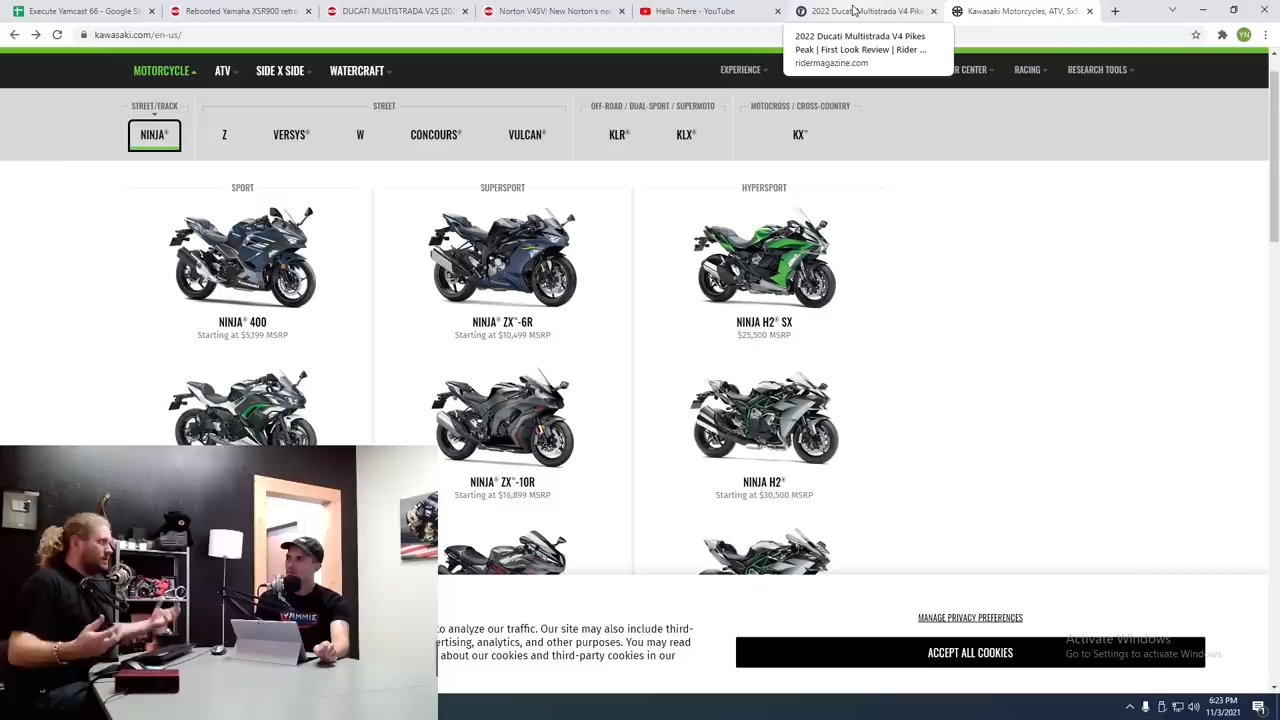 Execute Yamcast 66 - Google She
Rebooted Yamaha XSR900 retro
DUCATI MULTISTRADA V2S (202
Norton V4SV: Norton's new
Hello There - YouTube
2022 Ducati Multistrada V4 Pike
Kawasaki Motorcycles, ATV, SxS
kawasaki.com/en-us/
YN
2022 Ducati Multistrada V4 Pikes
Peak | First Look Review | Rider ...
ridermagazine.com
MOTORCYCLE ATV SIDE X SIDE WATERCRAFT
EXPERIENCE
R CENTER RACING RESEARCH TOOLS
STREET/TRACK STREET OFF-ROAD / DUAL-SPORT / SUPERMOTO MOTOCROSS / CROSS-COUNTRY
NINJA® Z VERSYS® W CONCOURS® VULCAN® KLR® KLX® KX™
SPORT SUPERSPORT HYPERSPORT
NINJA® 400 NINJA® ZX™-6R NINJA H2® SX
Starting at $5,199 MSRP Starting at $10,499 MSRP $25,500 MSRP
NINJA® ZX™-10R NINJA H2®
Starting at $16,899 MSRP Starting at $30,500 MSRP
YAMMIE
to analyze our traffic. Our site may also include third-
ertising, analytics, and other purposes. You may read
about our cookies and third-party cookies in our
MANAGE PRIVACY PREFERENCES
ACCEPT ALL COOKIES
Activate Windows
Go to Settings to activate Windows.
6:23 PM
11/3/2021
1